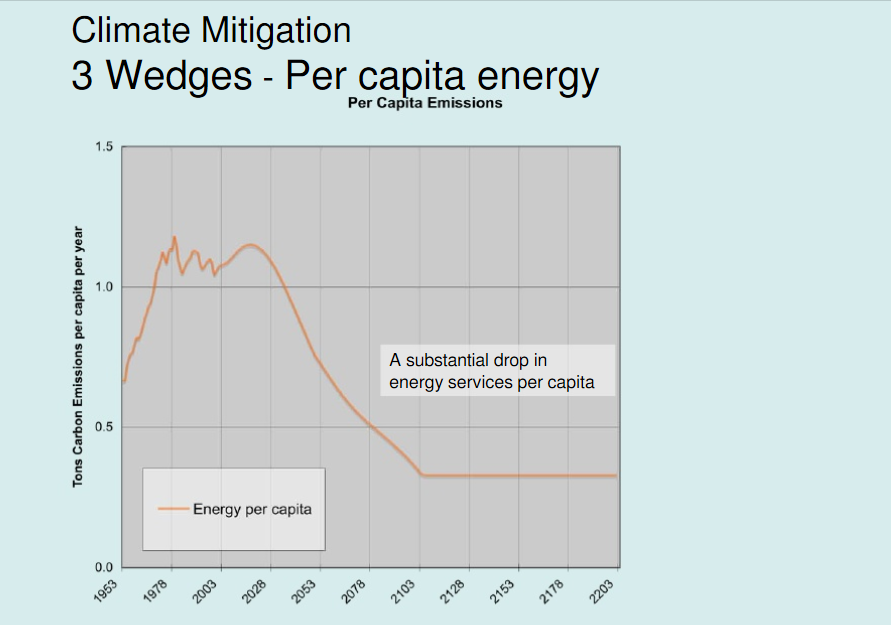 Climate Mitigation
3 Wedges - Per capita energy
Per Capita Emissions
1.5
1.0
0.5
0.0
Tons Carbon Emissions per capita per year
A substantial drop in
energy services per capita
Energy per capita
1953
1978
2003
2028
2053
2078
2103
2128
2153
2178
2203